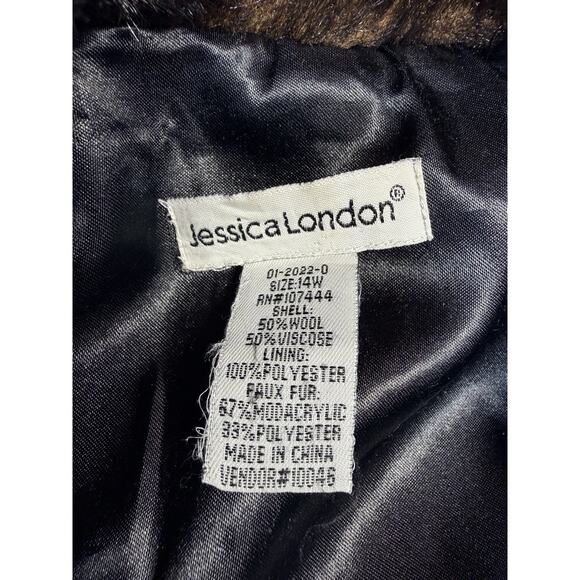 JessicaLondon®
01-2022-0
SIZE:14W
RN#107444
SHELL:
50%WOOL
50%VISCOSE
LINING:
100%POLYESTER
FAUX FUR:
67%MODACRYLIC
33%POLYESTER
MADE IN CHINA
VENDOR#10046